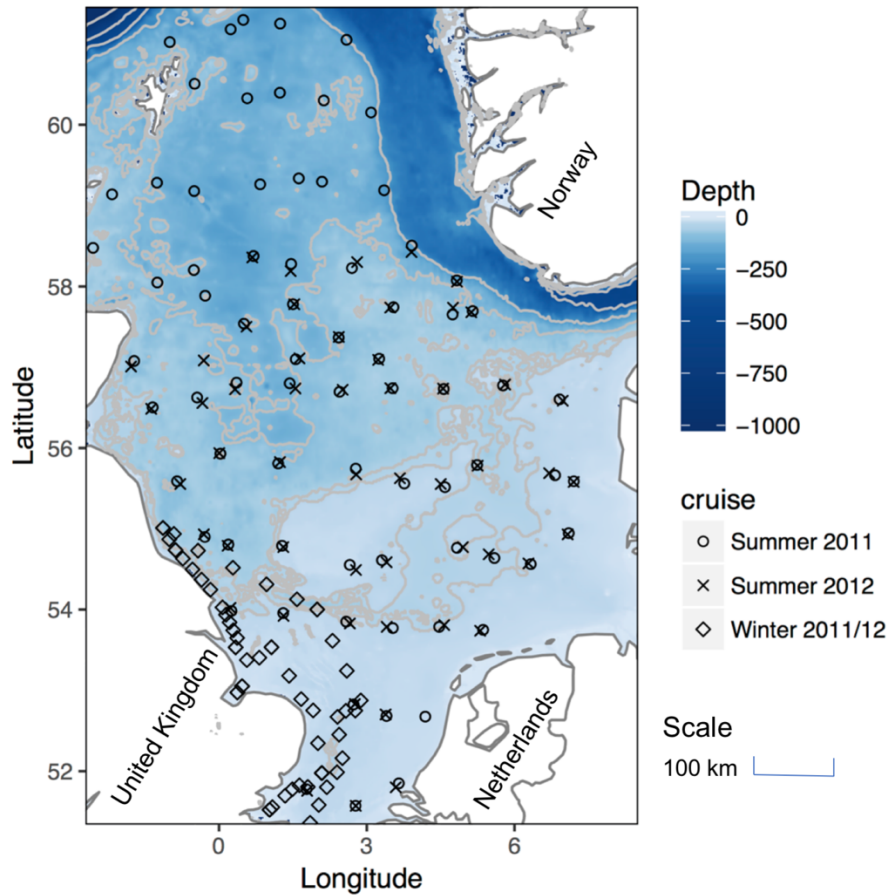 60
58
56
54
52
Latitude
0
3
6
Longitude
Norway
United Kingdom
Netherlands
Depth
0
−250
−500
−750
−1000
cruise
Summer 2011
Summer 2012
Winter 2011/12
Scale
100 km